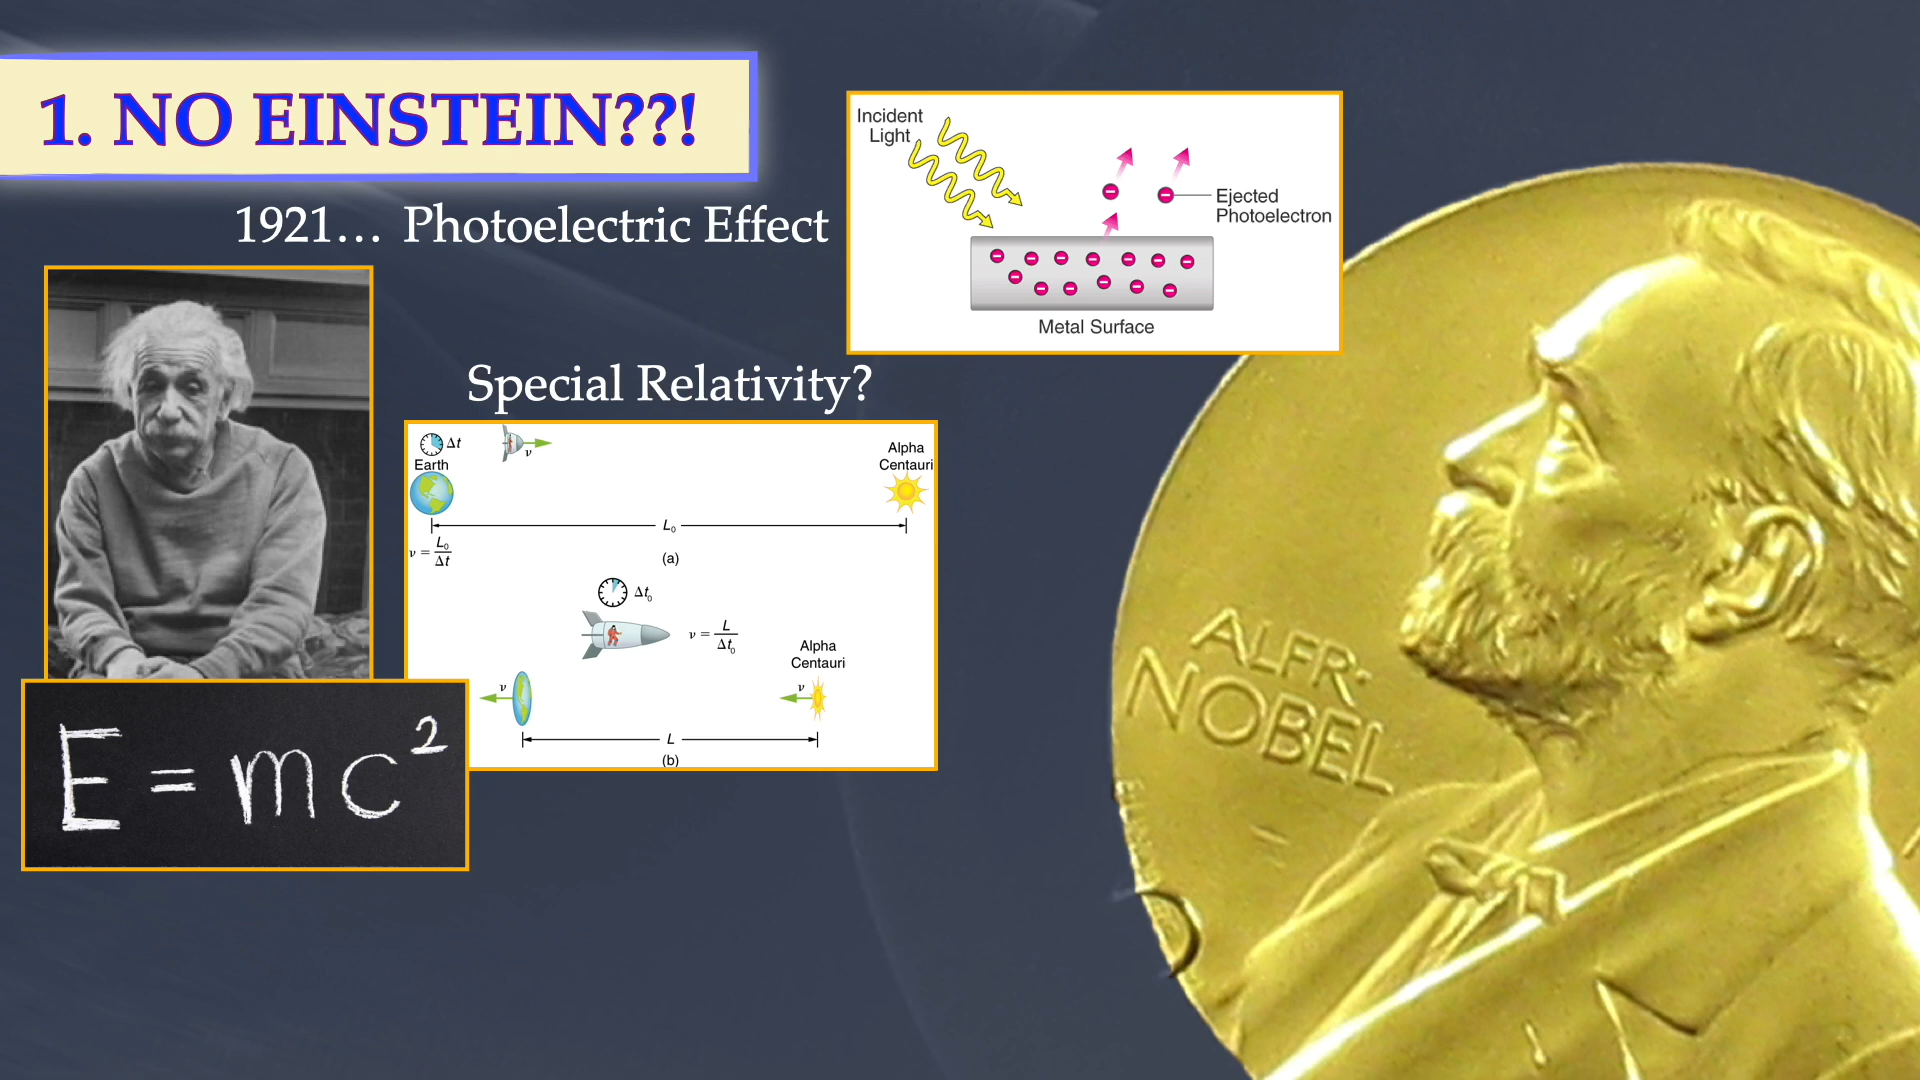 1. NO EINSTEIN??!
1921... Photoelectric Effect
Incident
Light
Ejected
Photoelectron
Metal Surface
Special Relativity?
Δt
v
Earth
Alpha
Centauri
L₀
v = L₀/Δt
(a)
Δt₀
v = L/Δt₀
Alpha
Centauri
v
v
L
(b)
E = mc²
ALFR·
NOBEL